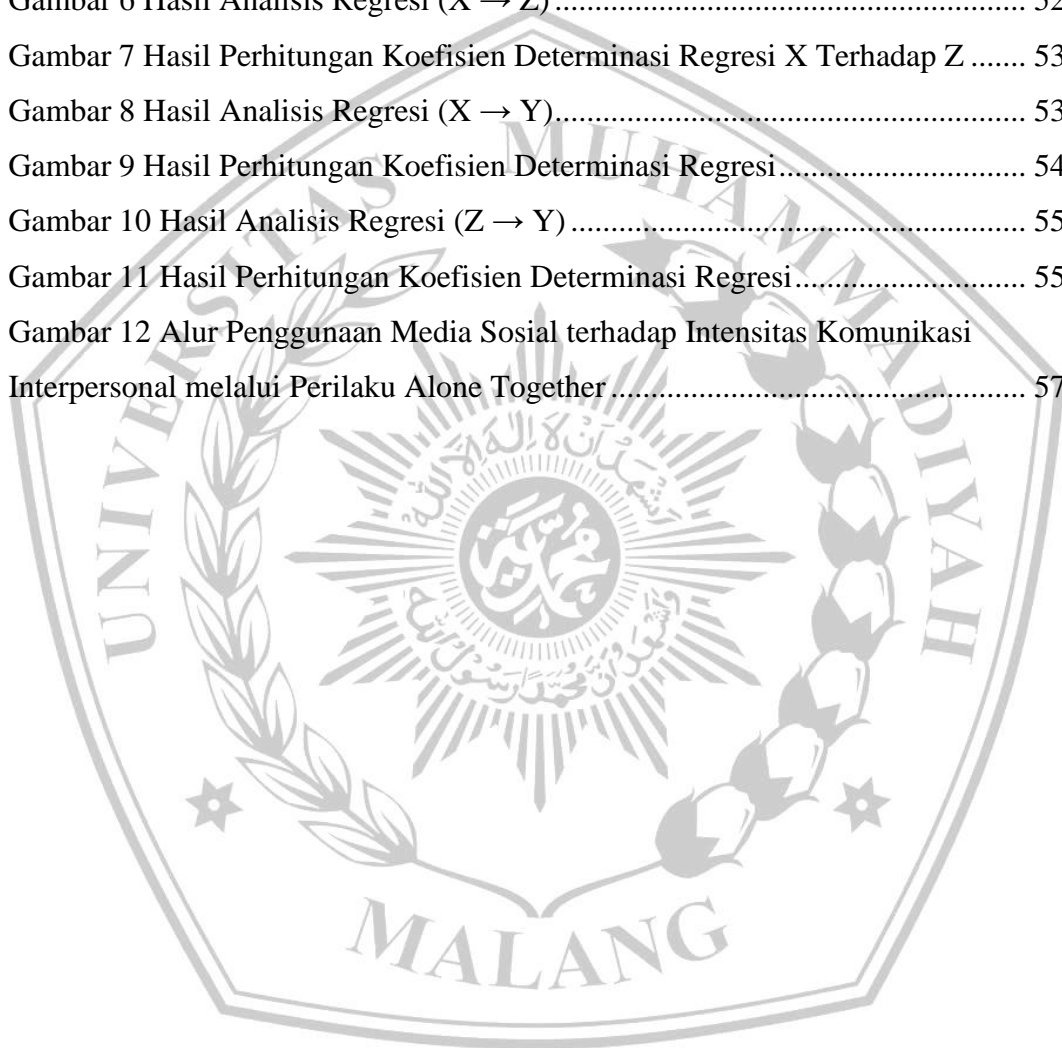 Gambar 6 Hasil Analisis Regresi (X → Z) ........................................................ 52
Gambar 7 Hasil Perhitungan Koefisien Determinasi Regresi X Terhadap Z ....... 53
Gambar 8 Hasil Analisis Regresi (X → Y)........................................................ 53
Gambar 9 Hasil Perhitungan Koefisien Determinasi Regresi............................. 54
Gambar 10 Hasil Analisis Regresi (Z → Y) ...................................................... 55
Gambar 11 Hasil Perhitungan Koefisien Determinasi Regresi........................... 55
Gambar 12 Alur Penggunaan Media Sosial terhadap Intensitas Komunikasi
Interpersonal melalui Perilaku Alone Together ................................................. 57
UNIVERSITAS MUHAMMADIYAH
MALANG